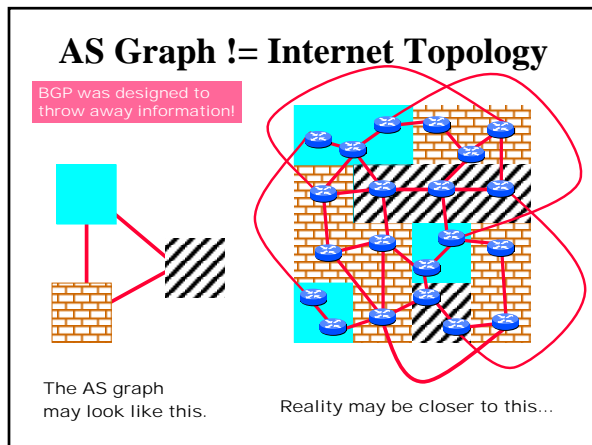 AS Graph != Internet Topology
BGP was designed to
throw away information!
The AS graph
may look like this.
Reality may be closer to this...